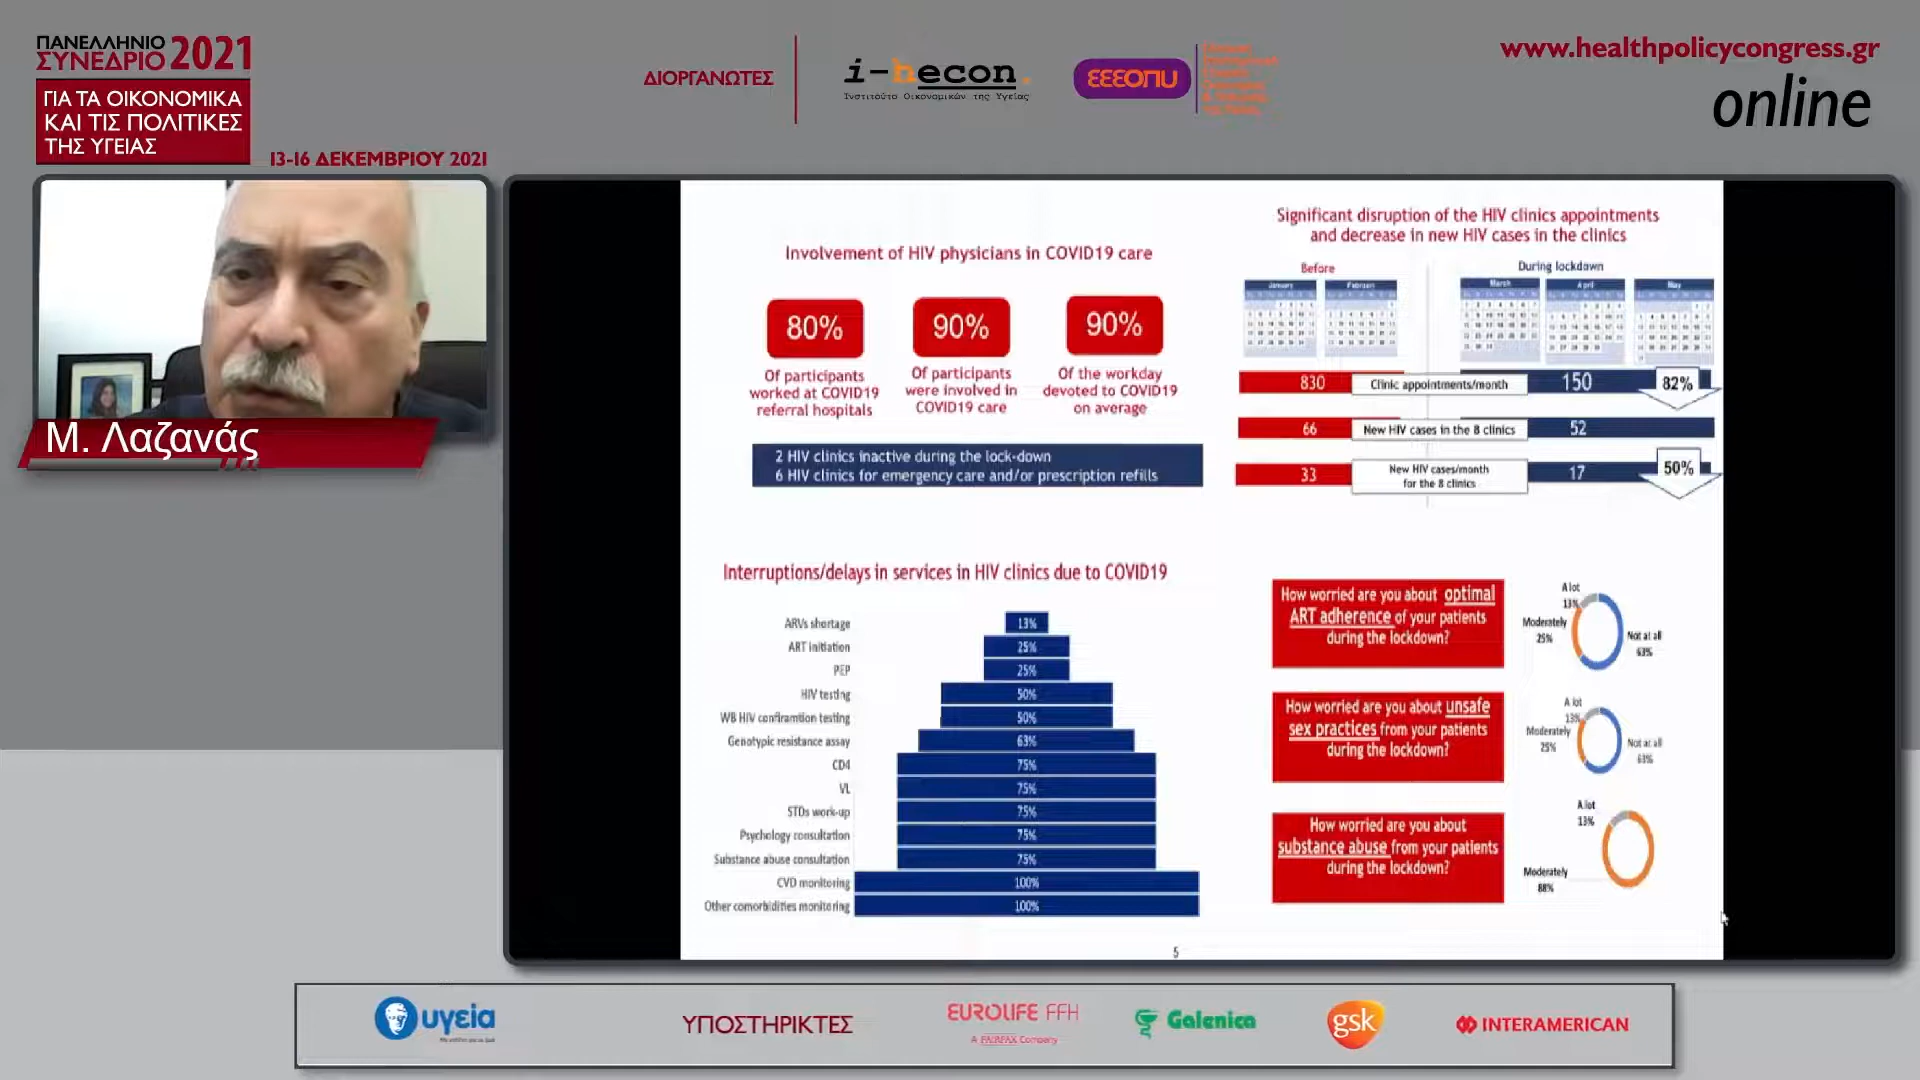 ΠΑΝΕΛΛΗΝΙΟ
ΣΥΝΕΔΡΙΟ 2021
ΓΙΑ ΤΑ ΟΙΚΟΝΟΜΙΚΑ
ΚΑΙ ΤΙΣ ΠΟΛΙΤΙΚΕΣ
ΤΗΣ ΥΓΕΙΑΣ
13-16 ΔΕΚΕΜΒΡΙΟΥ 2021
ΔΙΟΡΓΑΝΩΤΕΣ
i-hecon.
Ινστιτούτο Οικονομικών της Υγείας
ΕΕΕΟΠΥ
www.healthpolicycongress.gr
online
Μ. Λαζανάς
Involvement of HIV physicians in COVID19 care
80%
Of participants
worked at COVID19
referral hospitals
90%
Of participants
were involved in
COVID19 care
90%
Of the workday
devoted to COVID19
on average
2 HIV clinics inactive during the lock-down
6 HIV clinics for emergency care and/or prescription refills
Significant disruption of the HIV clinics appointments
and decrease in new HIV cases in the clinics
Before
During lockdown
January
February
March
April
May
830 Clinic appointments/month 150 82%
66 New HIV cases in the 8 clinics 52
33 New HIV cases/month
for the 8 clinics 17 50%
Interruptions/delays in services in HIV clinics due to COVID19
ARVs shortage 13%
ART initiation 25%
PEP 25%
HIV testing 50%
WB HIV confiramtion testing 50%
Genotypic resistance assay 63%
CD4 75%
VL 75%
STDs work-up 75%
Psychology consultation 75%
Substance abuse consultation 75%
CVD monitoring 100%
Other comorbidities monitoring 100%
How worried are you about optimal
ART adherence of your patients
during the lockdown?
A lot
13%
Moderately
25%
Not at all
63%
How worried are you about unsafe
sex practices from your patients
during the lockdown?
A lot
13%
Moderately
25%
Not at all
63%
How worried are you about
substance abuse from your patients
during the lockdown?
A lot
13%
Moderately
88%
5
υγεία
ΥΠΟΣΤΗΡΙΚΤΕΣ
EUROLIFE FFH
A FAIRFAX Company
Galenica
gsk
INTERAMERICAN